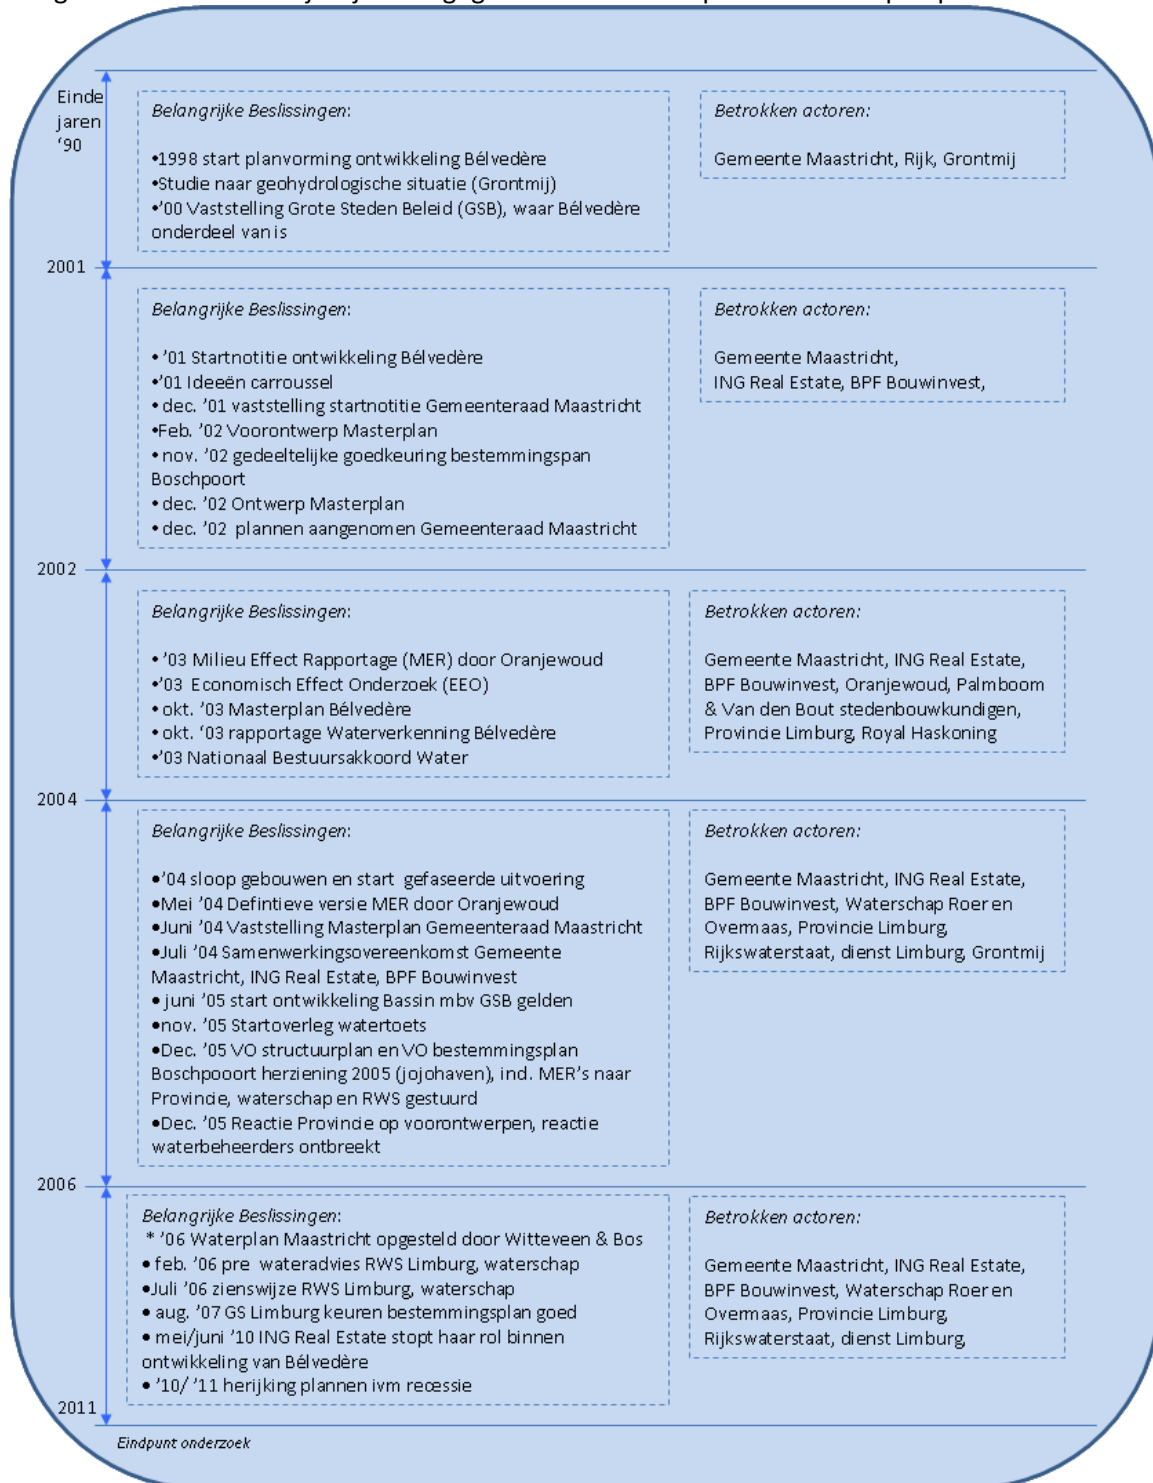 Einde
jaren
‘90
Belangrijke Beslissingen:
•1998 start planvorming ontwikkeling Bélvedère
•Studie naar geohydrologische situatie (Grontmij)
•’00 Vaststelling Grote Steden Beleid (GSB), waar Bélvedère
onderdeel van is
Betrokken actoren:
Gemeente Maastricht, Rijk, Grontmij
2001
Belangrijke Beslissingen:
• ’01 Startnotitie ontwikkeling Bélvedère
•’01 Ideeën carroussel
• dec. ’01 vaststelling startnotitie Gemeenteraad Maastricht
•Feb. ’02 Voorontwerp Masterplan
• nov. ’02 gedeeltelijke goedkeuring bestemmingspan
Boschpoort
• dec. ’02 Ontwerp Masterplan
• dec. ’02 plannen aangenomen Gemeenteraad Maastricht
Betrokken actoren:
Gemeente Maastricht,
ING Real Estate, BPF Bouwinvest,
2002
Belangrijke Beslissingen:
• ’03 Milieu Effect Rapportage (MER) door Oranjewoud
•’03 Economisch Effect Onderzoek (EEO)
• okt. ’03 Masterplan Bélvedère
• okt. ‘03 rapportage Waterverkenning Bélvedère
•’03 Nationaal Bestuursakkoord Water
Betrokken actoren:
Gemeente Maastricht, ING Real Estate,
BPF Bouwinvest, Oranjewoud, Palmboom
& Van den Bout stedenbouwkundigen,
Provincie Limburg, Royal Haskoning
2004
Belangrijke Beslissingen:
•’04 sloop gebouwen en start gefaseerde uitvoering
•Mei ’04 Defintieve versie MER door Oranjewoud
•Juni ’04 Vaststelling Masterplan Gemeenteraad Maastricht
•Juli ’04 Samenwerkingsovereenkomst Gemeente
Maastricht, ING Real Estate, BPF Bouwinvest
• juni ’05 start ontwikkeling Bassin mbv GSB gelden
•nov. ’05 Startoverleg watertoets
•Dec. ’05 VO structuurplan en VO bestemmingsplan
Boschpooort herziening 2005 (jojohaven), incl. MER’s naar
Provincie, waterschap en RWS gestuurd
•Dec. ’05 Reactie Provincie op voorontwerpen, reactie
waterbeheerders ontbreekt
Betrokken actoren:
Gemeente Maastricht, ING Real Estate,
BPF Bouwinvest, Waterschap Roer en
Overmaas, Provincie Limburg,
Rijkswaterstaat, dienst Limburg, Grontmij
2006
Belangrijke Beslissingen:
* ’06 Waterplan Maastricht opgesteld door Witteveen & Bos
• feb. ’06 pre wateradvies RWS Limburg, waterschap
•Juli ’06 zienswijze RWS Limburg, waterschap
• aug. ’07 GS Limburg keuren bestemmingsplan goed
• mei/juni ’10 ING Real Estate stopt haar rol binnen
ontwikkeling van Bélvedère
• ’10/ ’11 herijking plannen ivm recessie
Betrokken actoren:
Gemeente Maastricht, ING Real Estate,
BPF Bouwinvest, Waterschap Roer en
Overmaas, Provincie Limburg,
Rijkswaterstaat, dienst Limburg,
2011
Eindpunt onderzoek